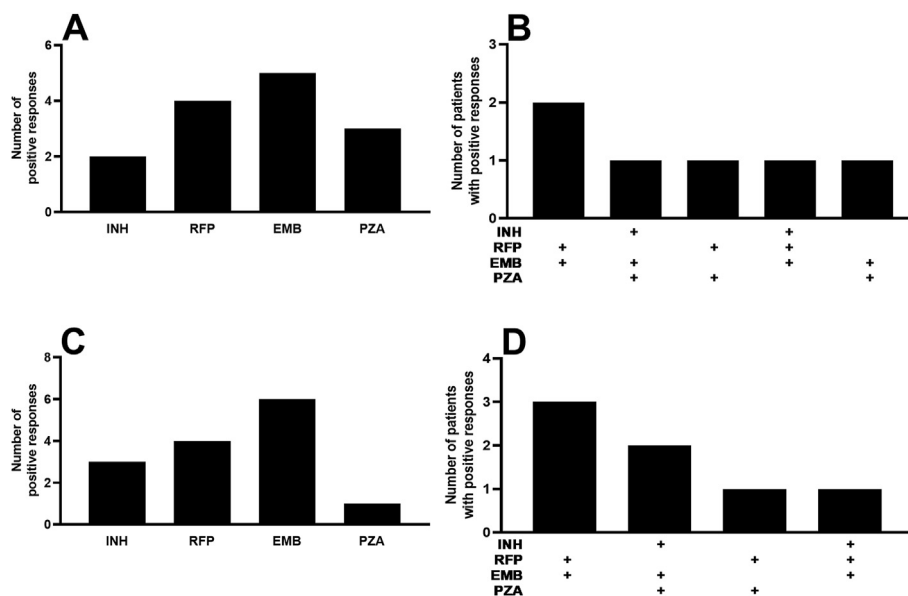 A
Number of
positive responses
6
4
2
0
INH RFP EMB PZA
B
Number of patients
with positive responses
3
2
1
0
INH + +
RFP + + +
EMB + + + +
PZA + + +
C
Number of
positive responses
8
6
4
2
0
INH RFP EMB PZA
D
Number of patients
with positive responses
4
3
2
1
0
INH + +
RFP + + +
EMB + + +
PZA + +